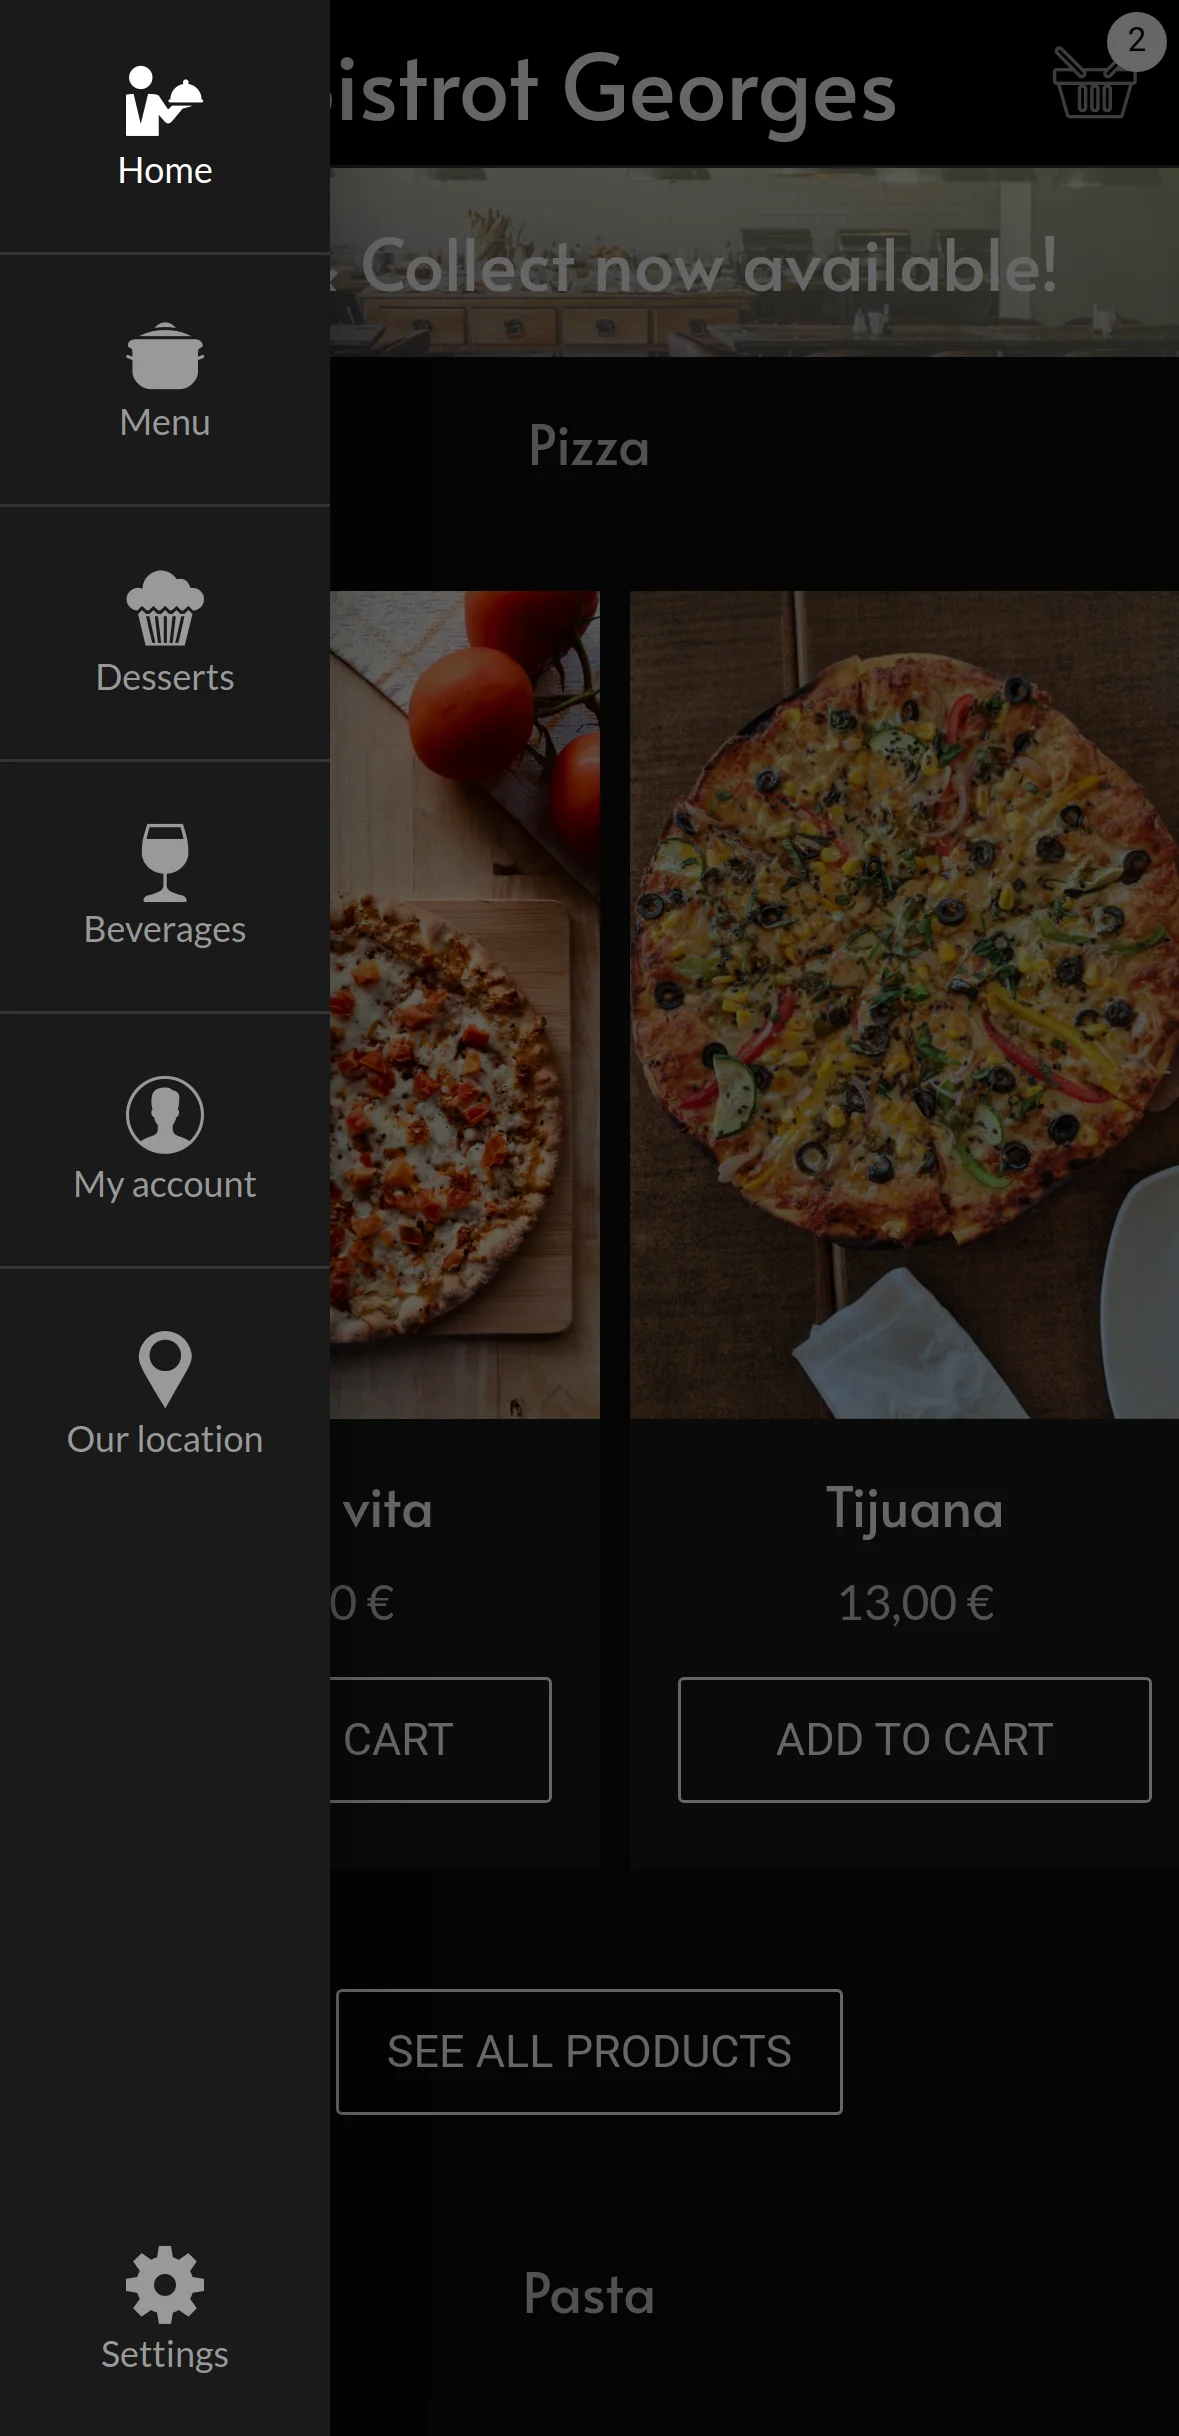 Home
Menu
Desserts
Beverages
My account
Our location
Settings
istrot Georges
2
Collect now available!
Pizza
vita
0 €
CART
Tijuana
13,00 €
ADD TO CART
SEE ALL PRODUCTS
Pasta